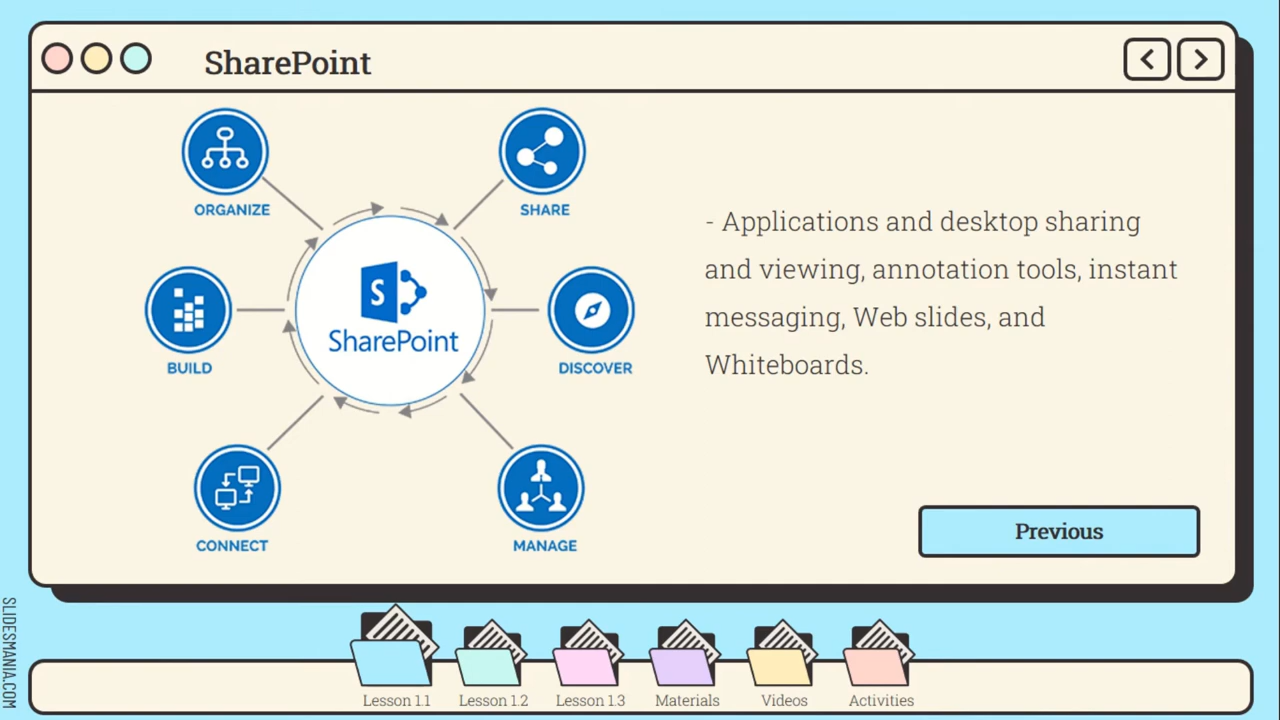 SharePoint
ORGANIZE
SHARE
S
SharePoint
BUILD
DISCOVER
CONNECT
MANAGE
- Applications and desktop sharing
and viewing, annotation tools, instant
messaging, Web slides, and
Whiteboards.
Previous
SLIDESMANIA.COM
Lesson 1.1
Lesson 1.2
Lesson 1.3
Materials
Videos
Activities